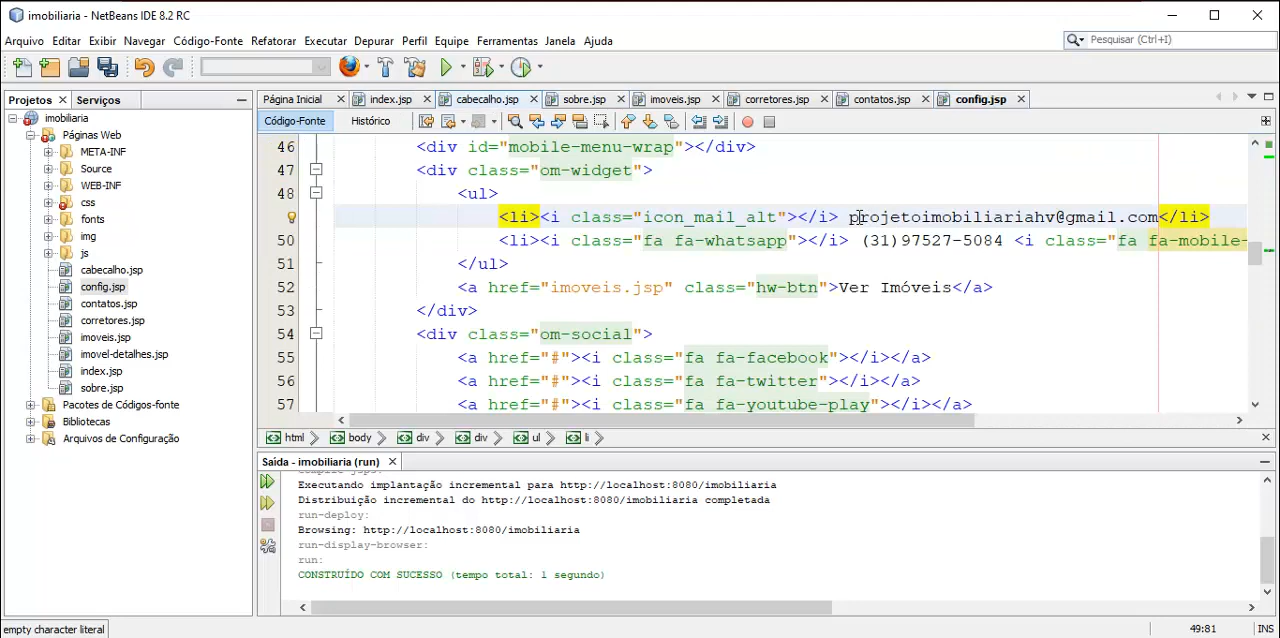 imobiliaria - NetBeans IDE 8.2 RC
Arquivo Editar Exibir Navegar Código-Fonte Refatorar Executar Depurar Perfil Equipe Ferramentas Janela Ajuda
Pesquisar (Ctrl+I)
Projetos Serviços
Página Inicial index.jsp cabecalho.jsp sobre.jsp imoveis.jsp corretores.jsp contatos.jsp config.jsp
Código-Fonte Histórico
imobiliaria
Páginas Web
META-INF
Source
WEB-INF
css
fonts
img
js
cabecalho.jsp
config.jsp
contatos.jsp
corretores.jsp
imoveis.jsp
imovel-detalhes.jsp
index.jsp
sobre.jsp
Pacotes de Códigos-fonte
Bibliotecas
Arquivos de Configuração
46 <div id="mobile-menu-wrap"></div>
47 <div class="om-widget">
48 <ul>
<li><i class="icon_mail_alt"></i> projetoimobiliariahv@gmail.com</li>
50 <li><i class="fa fa-whatsapp"></i> (31)97527-5084 <i class="fa fa-mobile-
51 </ul>
52 <a href="imoveis.jsp" class="hw-btn">Ver Imóveis</a>
53 </div>
54 <div class="om-social">
55 <a href="#"><i class="fa fa-facebook"></i></a>
56 <a href="#"><i class="fa fa-twitter"></i></a>
57 <a href="#"><i class="fa fa-youtube-play"></i></a>
html body div div ul li
Saída - imobiliaria (run)
compile-jsps:
Executando implantação incremental para http://localhost:8080/imobiliaria
Distribuição incremental do http://localhost:8080/imobiliaria completada
run-deploy:
Browsing: http://localhost:8080/imobiliaria
run-display-browser:
run:
CONSTRUÍDO COM SUCESSO (tempo total: 1 segundo)
empty character literal
49:81
INS